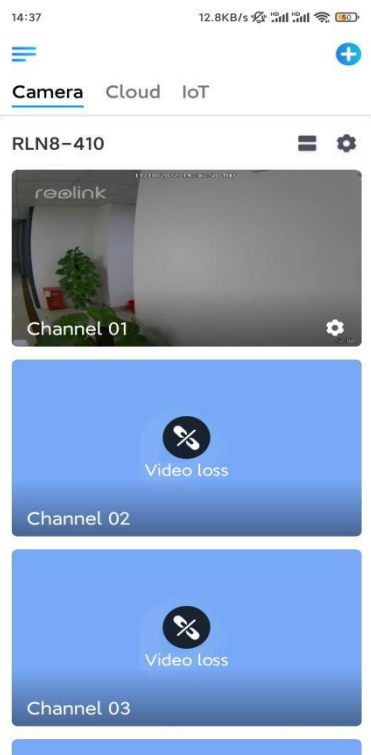 14:37
12.8KB/s
50
Camera Cloud IoT
RLN8-410
reolink
Channel 01
Video loss
Channel 02
Video loss
Channel 03